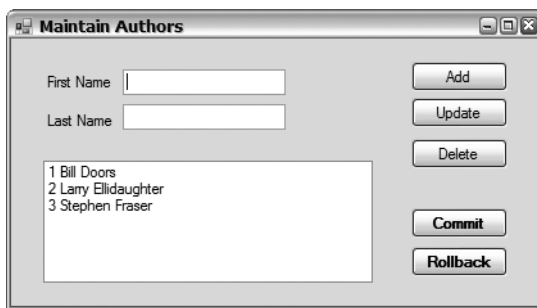 Maintain Authors
First Name
Last Name
1 Bill Doors
2 Larry Ellidaughter
3 Stephen Fraser
Add
Update
Delete
Commit
Rollback